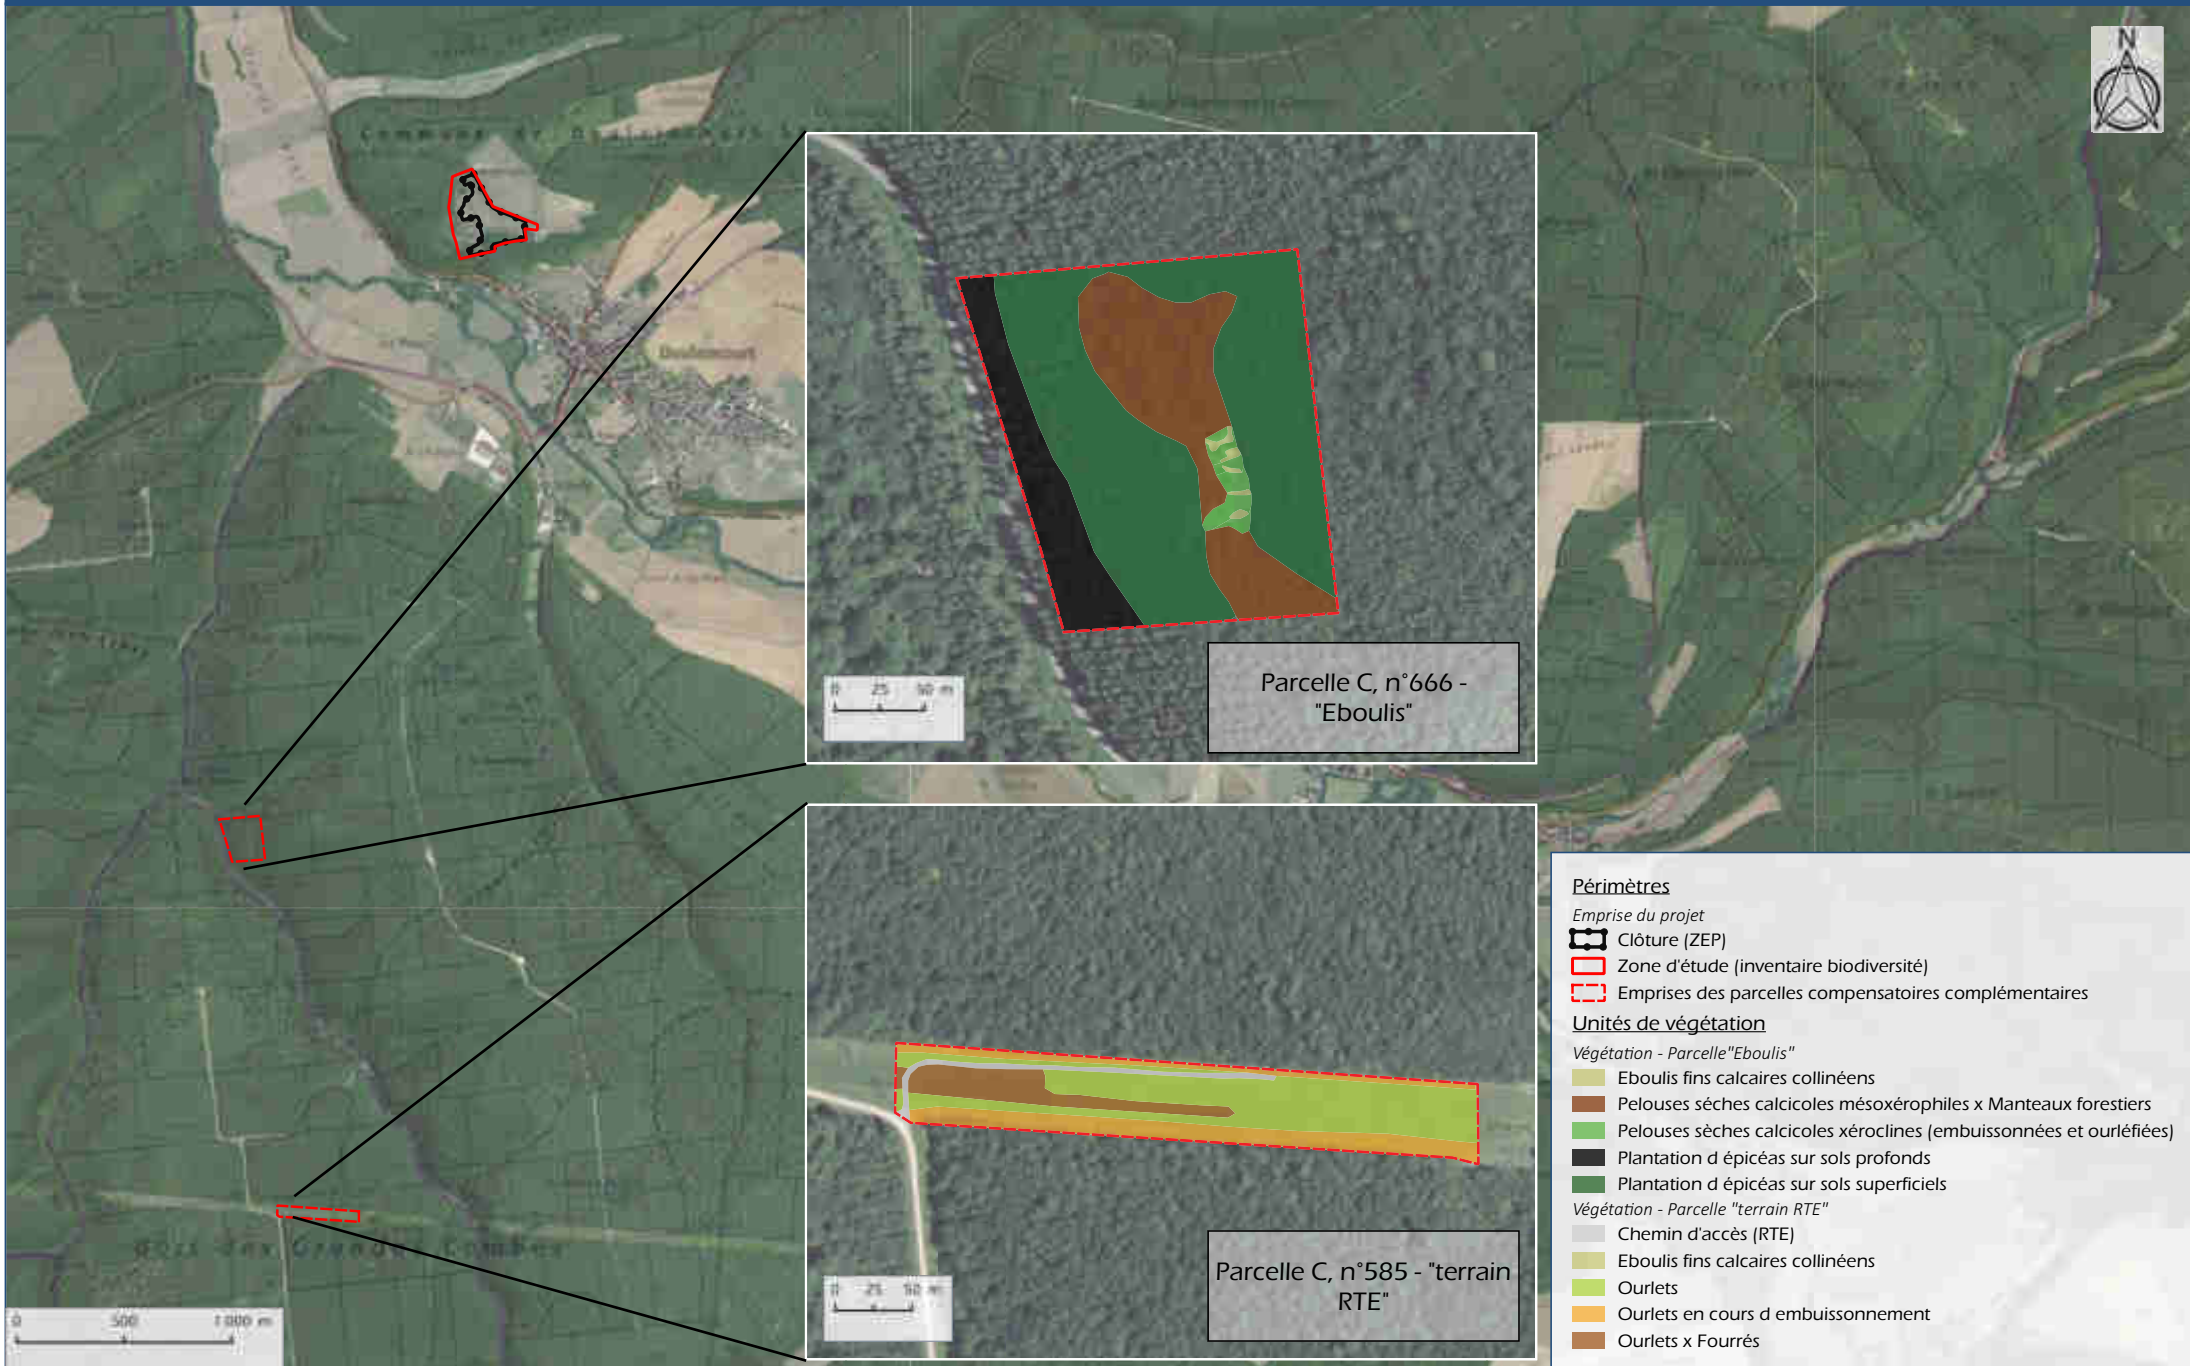 N
Doulaincourt
0 25 50 m
Parcelle C, n°666 -
"Eboulis"
0 25 50 m
Parcelle C, n°585 - "terrain
RTE"
0 500 1 000 m
Périmètres
Emprise du projet
Clôture (ZEP)
Zone d'étude (inventaire biodiversité)
Emprises des parcelles compensatoires complémentaires
Unités de végétation
Végétation - Parcelle"Eboulis"
Eboulis fins calcaires collinéens
Pelouses séches calcicoles mésoxérophiles x Manteaux forestiers
Pelouses sèches calcicoles xéroclines (embuissonnées et ourléfiées)
Plantation d épicéas sur sols profonds
Plantation d épicéas sur sols superficiels
Végétation - Parcelle "terrain RTE"
Chemin d'accès (RTE)
Eboulis fins calcaires collinéens
Ourlets
Ourlets en cours d embuissonnement
Ourlets x Fourrés